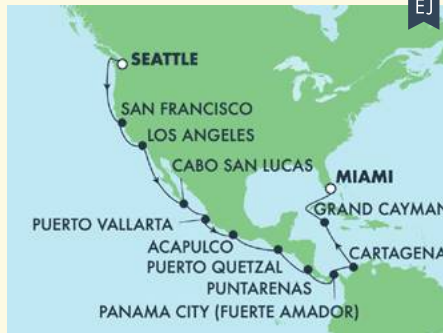 EJ
SEATTLE
SAN FRANCISCO
LOS ANGELES
CABO SAN LUCAS
MIAMI
GRAND CAYMAN
PUERTO VALLARTA
ACAPULCO
CARTAGENA
PUERTO QUETZAL
PUNTARENAS
PANAMA CITY (FUERTE AMADOR)